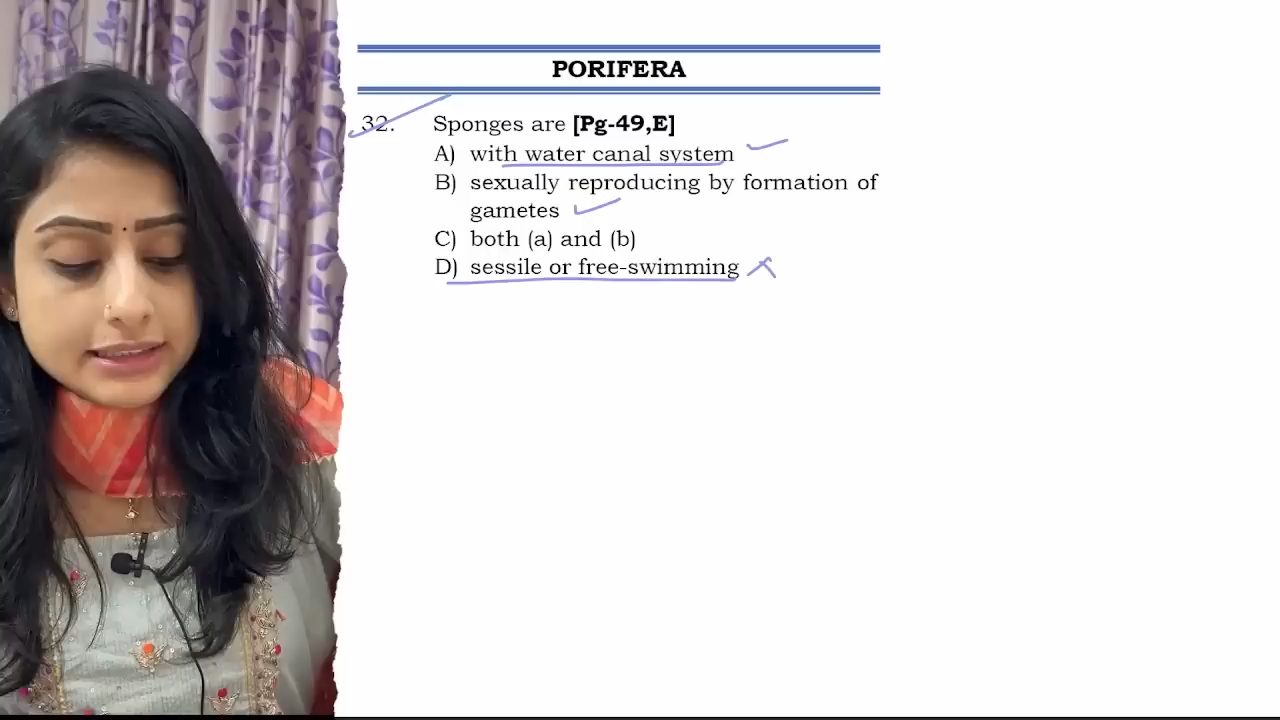 PORIFERA
32. Sponges are [Pg-49,E]
A) with water canal system
B) sexually reproducing by formation of
gametes
C) both (a) and (b)
D) sessile or free-swimming